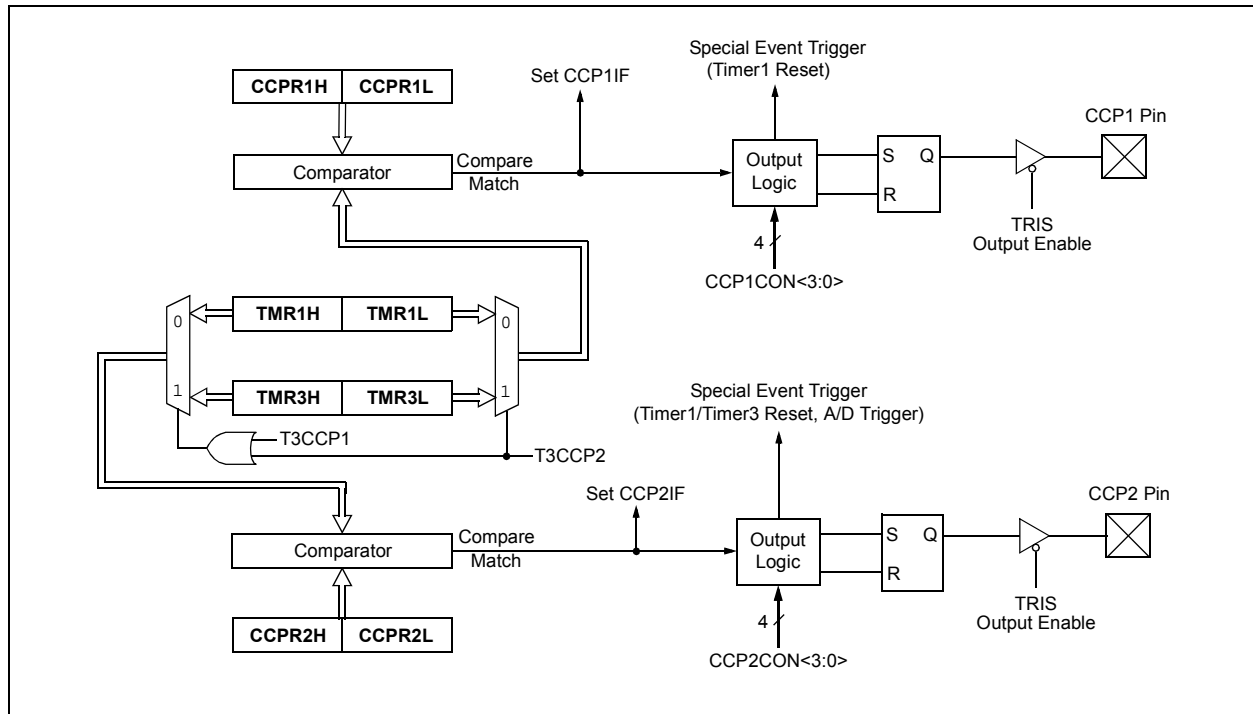 Special Event Trigger
(Timer1 Reset)
Set CCP1IF
CCPR1H CCPR1L
CCP1 Pin
Comparator
Compare
Match
Output
Logic
S Q
R
TRIS
Output Enable
4
CCP1CON<3:0>
0 TMR1H TMR1L 0
1 TMR3H TMR3L 1
T3CCP1
T3CCP2
Special Event Trigger
(Timer1/Timer3 Reset, A/D Trigger)
Set CCP2IF
CCP2 Pin
Comparator
Compare
Match
Output
Logic
S Q
R
TRIS
Output Enable
4
CCPR2H CCPR2L
CCP2CON<3:0>